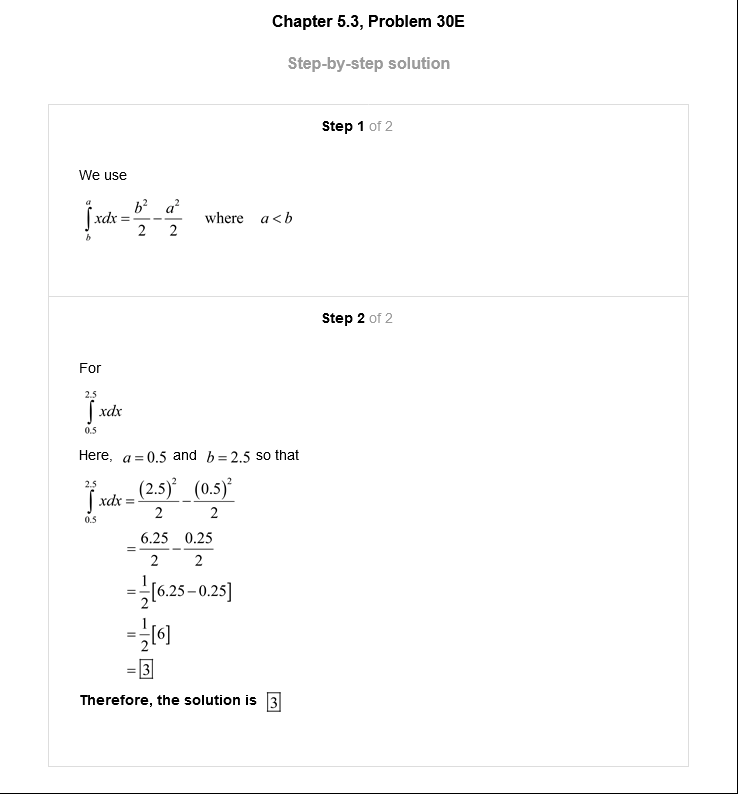 Chapter 5.3, Problem 30E
Step-by-step solution
Step 1 of 2
We use
$\int_{b}^{a} xdx = \frac{b^2}{2} - \frac{a^2}{2}$ where $a < b$
Step 2 of 2
For
$\int_{0.5}^{2.5} xdx$
Here, $a = 0.5$ and $b = 2.5$ so that
$\int_{0.5}^{2.5} xdx = \frac{(2.5)^2}{2} - \frac{(0.5)^2}{2}$
$= \frac{6.25}{2} - \frac{0.25}{2}$
$= \frac{1}{2}[6.25 - 0.25]$
$= \frac{1}{2}[6]$
$= \boxed{3}$
Therefore, the solution is $\boxed{3}$